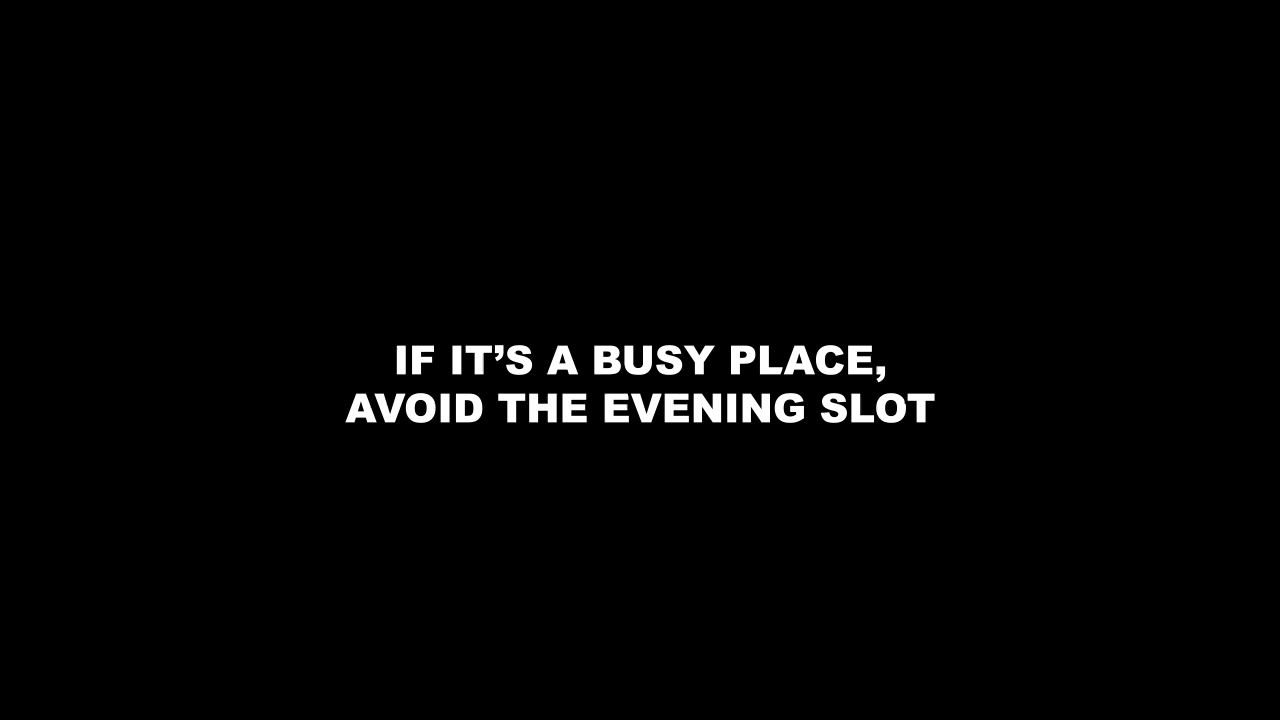 IF IT’S A BUSY PLACE,
AVOID THE EVENING SLOT